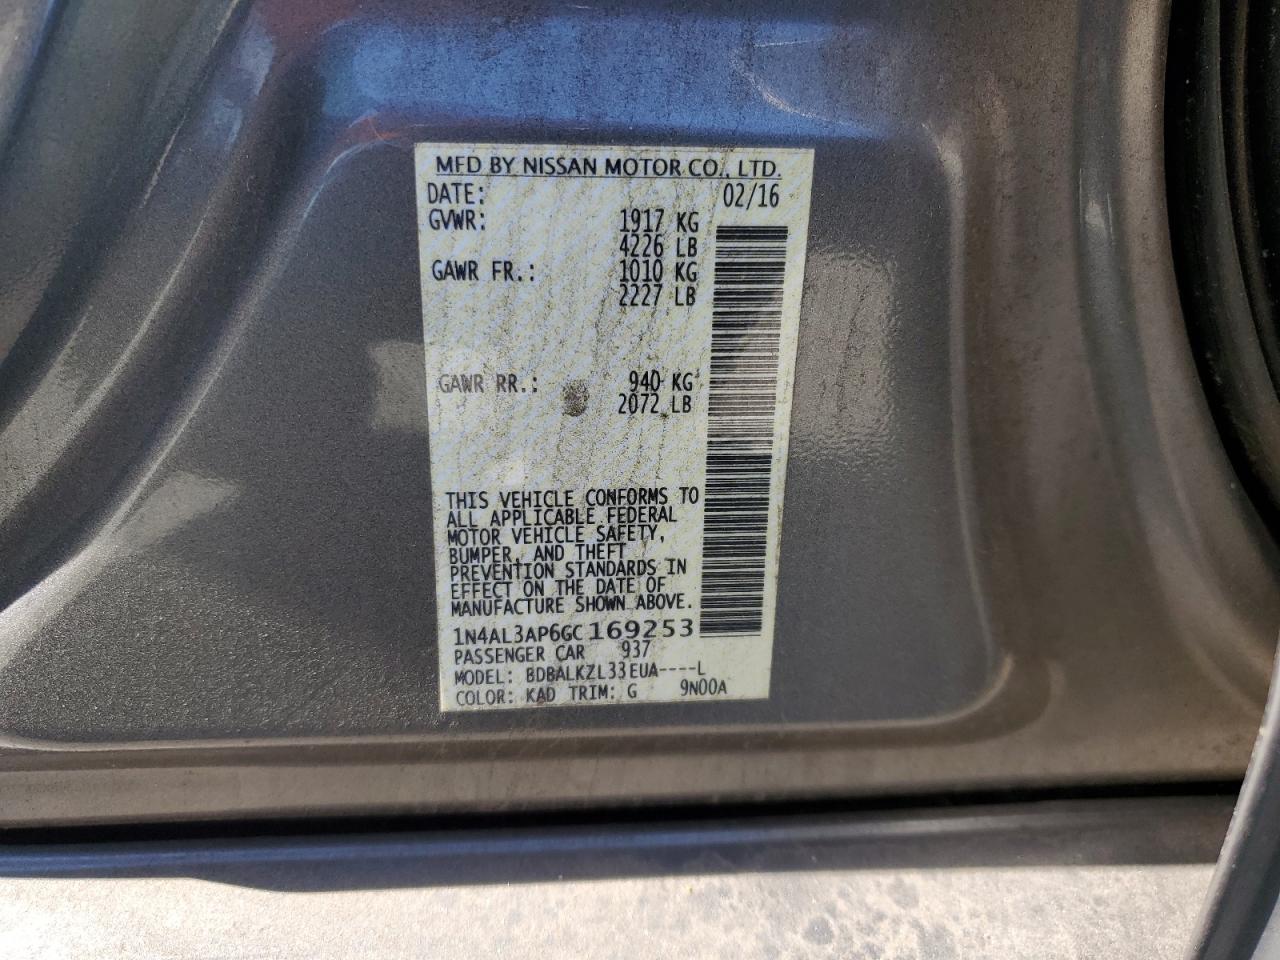 MFD BY NISSAN MOTOR CO., LTD.
DATE: 02/16
GVWR: 1917 KG
4226 LB
GAWR FR.: 1010 KG
2227 LB
GAWR RR.: 940 KG
2072 LB
THIS VEHICLE CONFORMS TO
ALL APPLICABLE FEDERAL
MOTOR VEHICLE SAFETY,
BUMPER, AND THEFT
PREVENTION STANDARDS IN
EFFECT ON THE DATE OF
MANUFACTURE SHOWN ABOVE.
1N4AL3AP6GC169253
PASSENGER CAR 937
MODEL: BDBALKZL33EUA----L
COLOR: KAD TRIM: G 9N00A